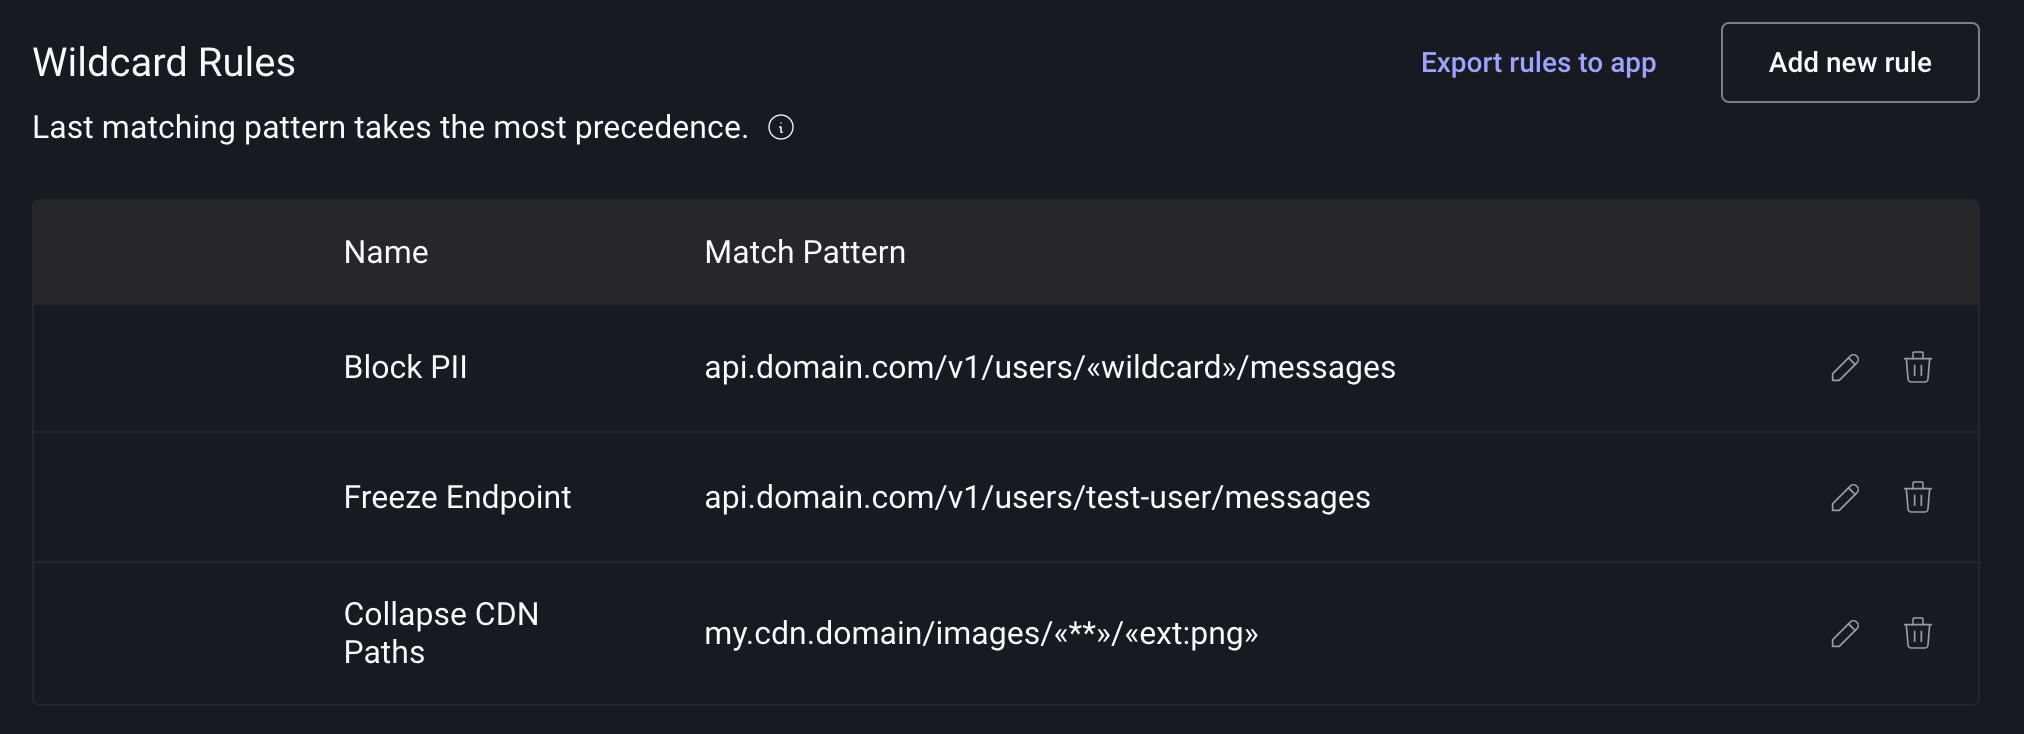 Wildcard Rules
Export rules to app
Add new rule
Last matching pattern takes the most precedence.
Name
Match Pattern
Block PII
api.domain.com/v1/users/«wildcard»/messages
Freeze Endpoint
api.domain.com/v1/users/test-user/messages
Collapse CDN
Paths
my.cdn.domain/images/«**»/«ext:png»